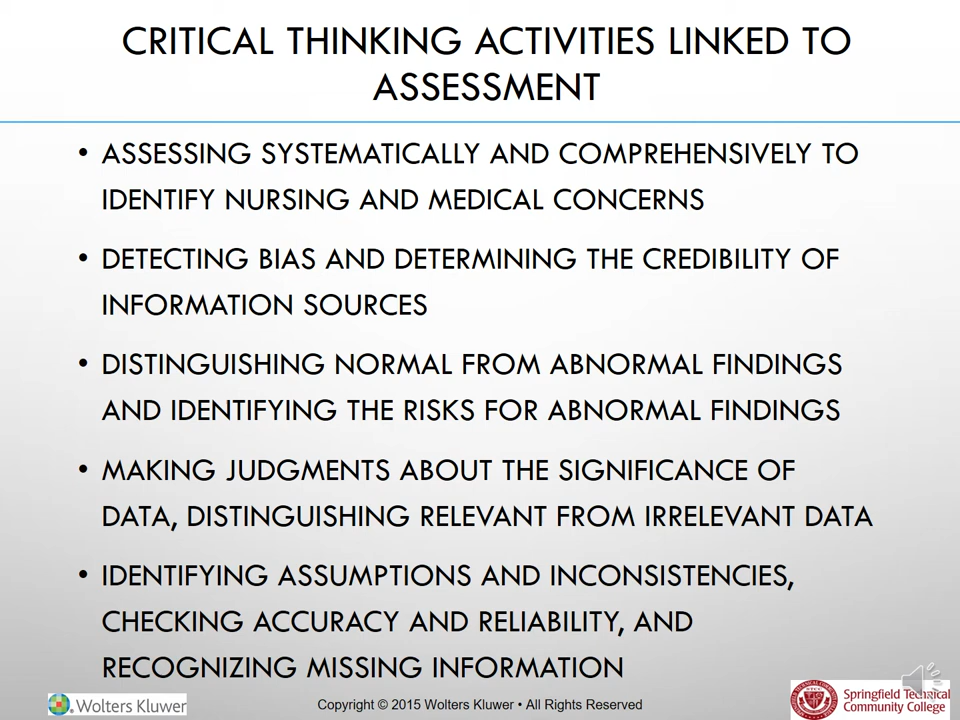 CRITICAL THINKING ACTIVITIES LINKED TO
ASSESSMENT
• ASSESSING SYSTEMATICALLY AND COMPREHENSIVELY TO
IDENTIFY NURSING AND MEDICAL CONCERNS
• DETECTING BIAS AND DETERMINING THE CREDIBILITY OF
INFORMATION SOURCES
• DISTINGUISHING NORMAL FROM ABNORMAL FINDINGS
AND IDENTIFYING THE RISKS FOR ABNORMAL FINDINGS
• MAKING JUDGMENTS ABOUT THE SIGNIFICANCE OF
DATA, DISTINGUISHING RELEVANT FROM IRRELEVANT DATA
• IDENTIFYING ASSUMPTIONS AND INCONSISTENCIES,
CHECKING ACCURACY AND RELIABILITY, AND
RECOGNIZING MISSING INFORMATION
Wolters Kluwer
Copyright © 2015 Wolters Kluwer • All Rights Reserved
Springfield Technical
Community College